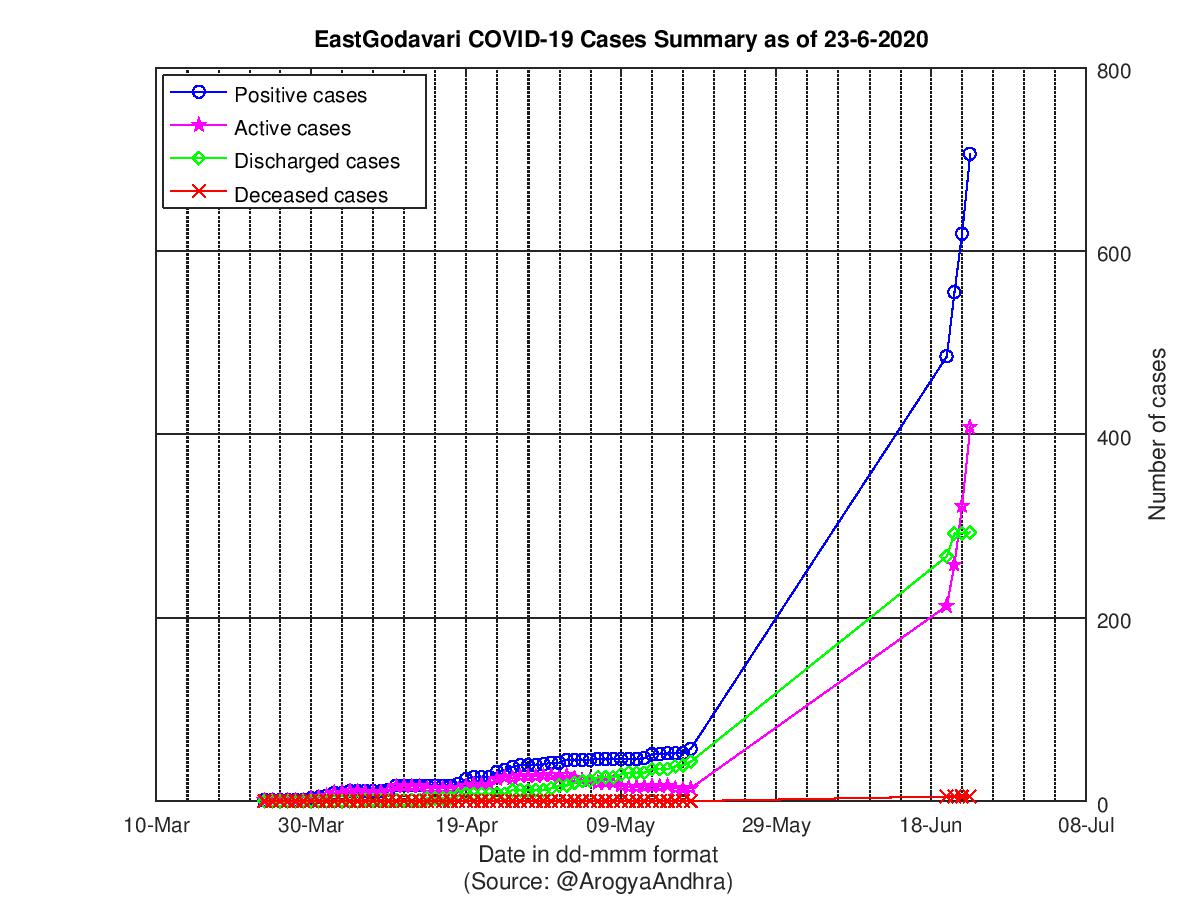 EastGodavari COVID-19 Cases Summary as of 23-6-2020
Positive cases
Active cases
Discharged cases
Deceased cases
800
600
400
200
0
Number of cases
10-Mar 30-Mar 19-Apr 09-May 29-May 18-Jun 08-Jul
Date in dd-mmm format
(Source: @ArogyaAndhra)